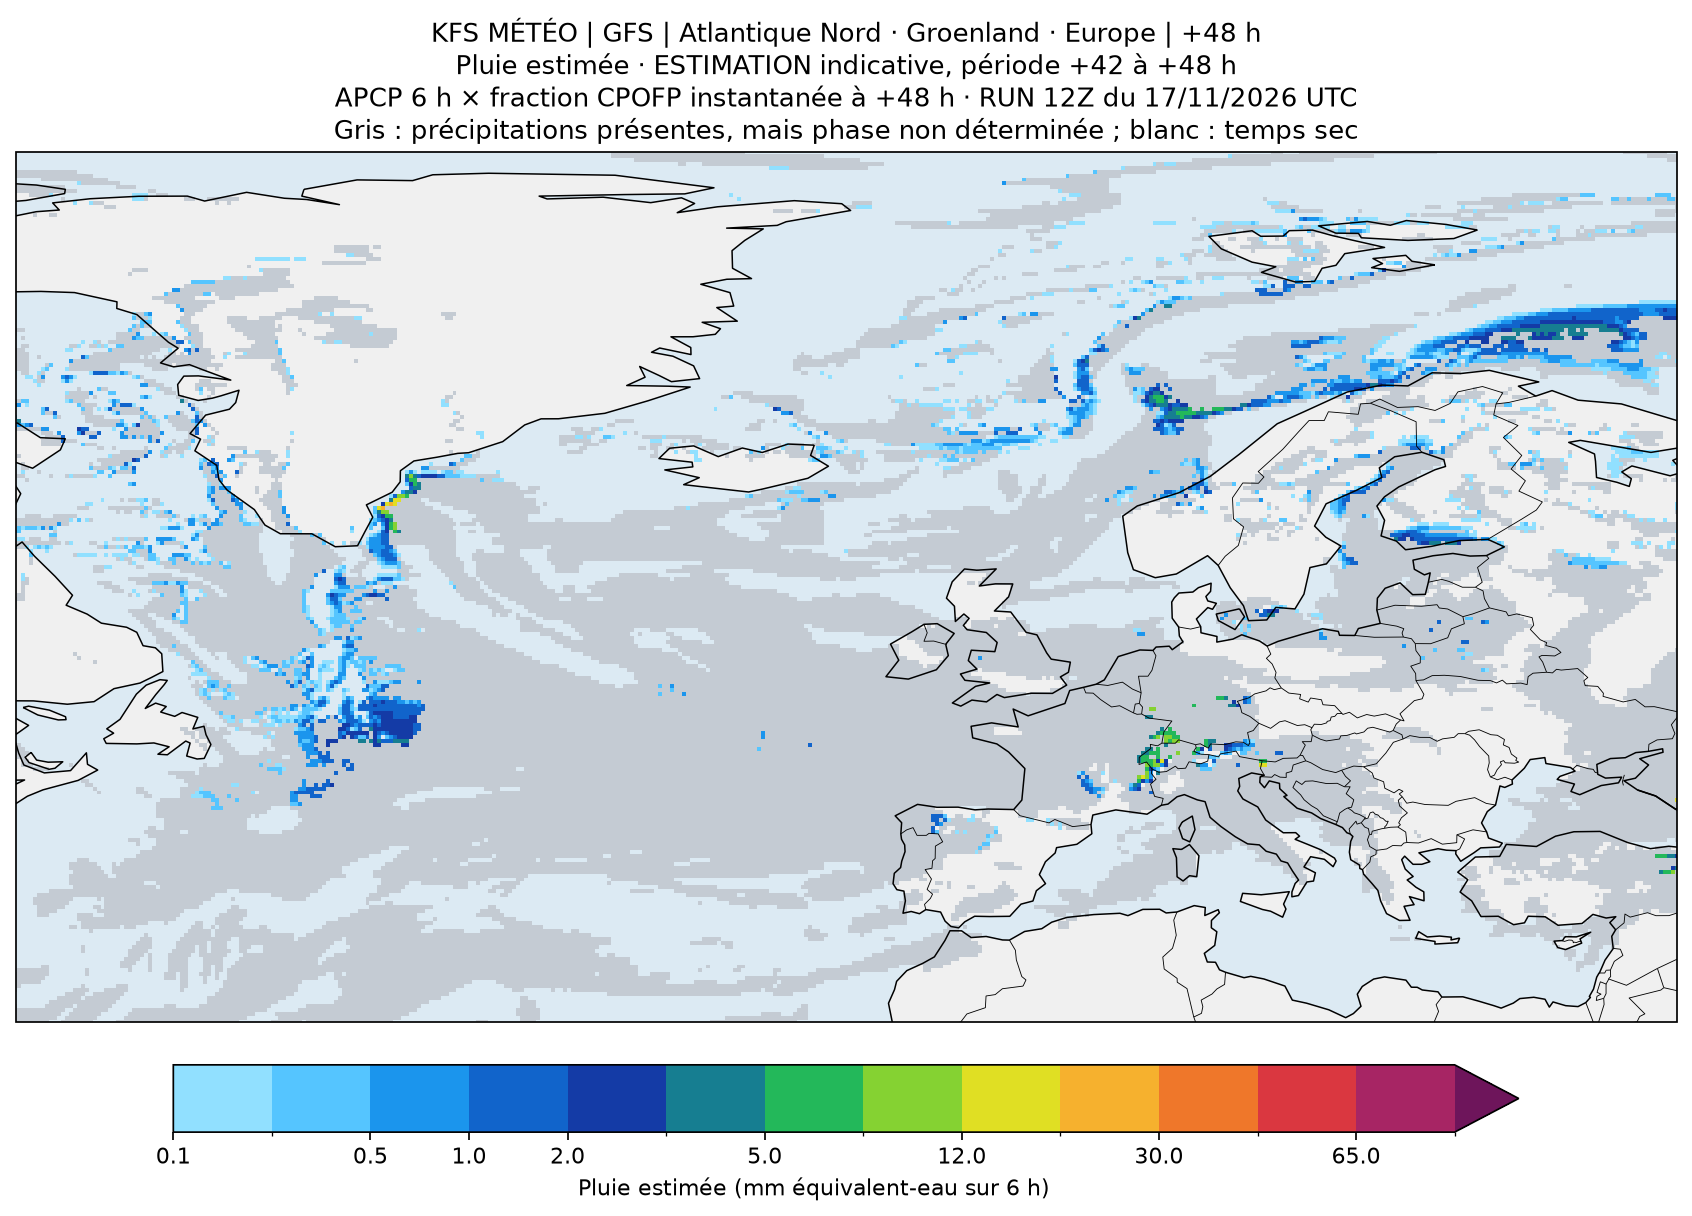 KFS MÉTÉO | GFS | Atlantique Nord · Groenland · Europe | +48 h
Pluie estimée · ESTIMATION indicative, période +42 à +48 h
APCP 6 h × fraction CPOFP instantanée à +48 h · RUN 12Z du 17/11/2026 UTC
Gris : précipitations présentes, mais phase non déterminée ; blanc : temps sec
0.1 0.5 1.0 2.0 5.0 12.0 30.0 65.0
Pluie estimée (mm équivalent-eau sur 6 h)